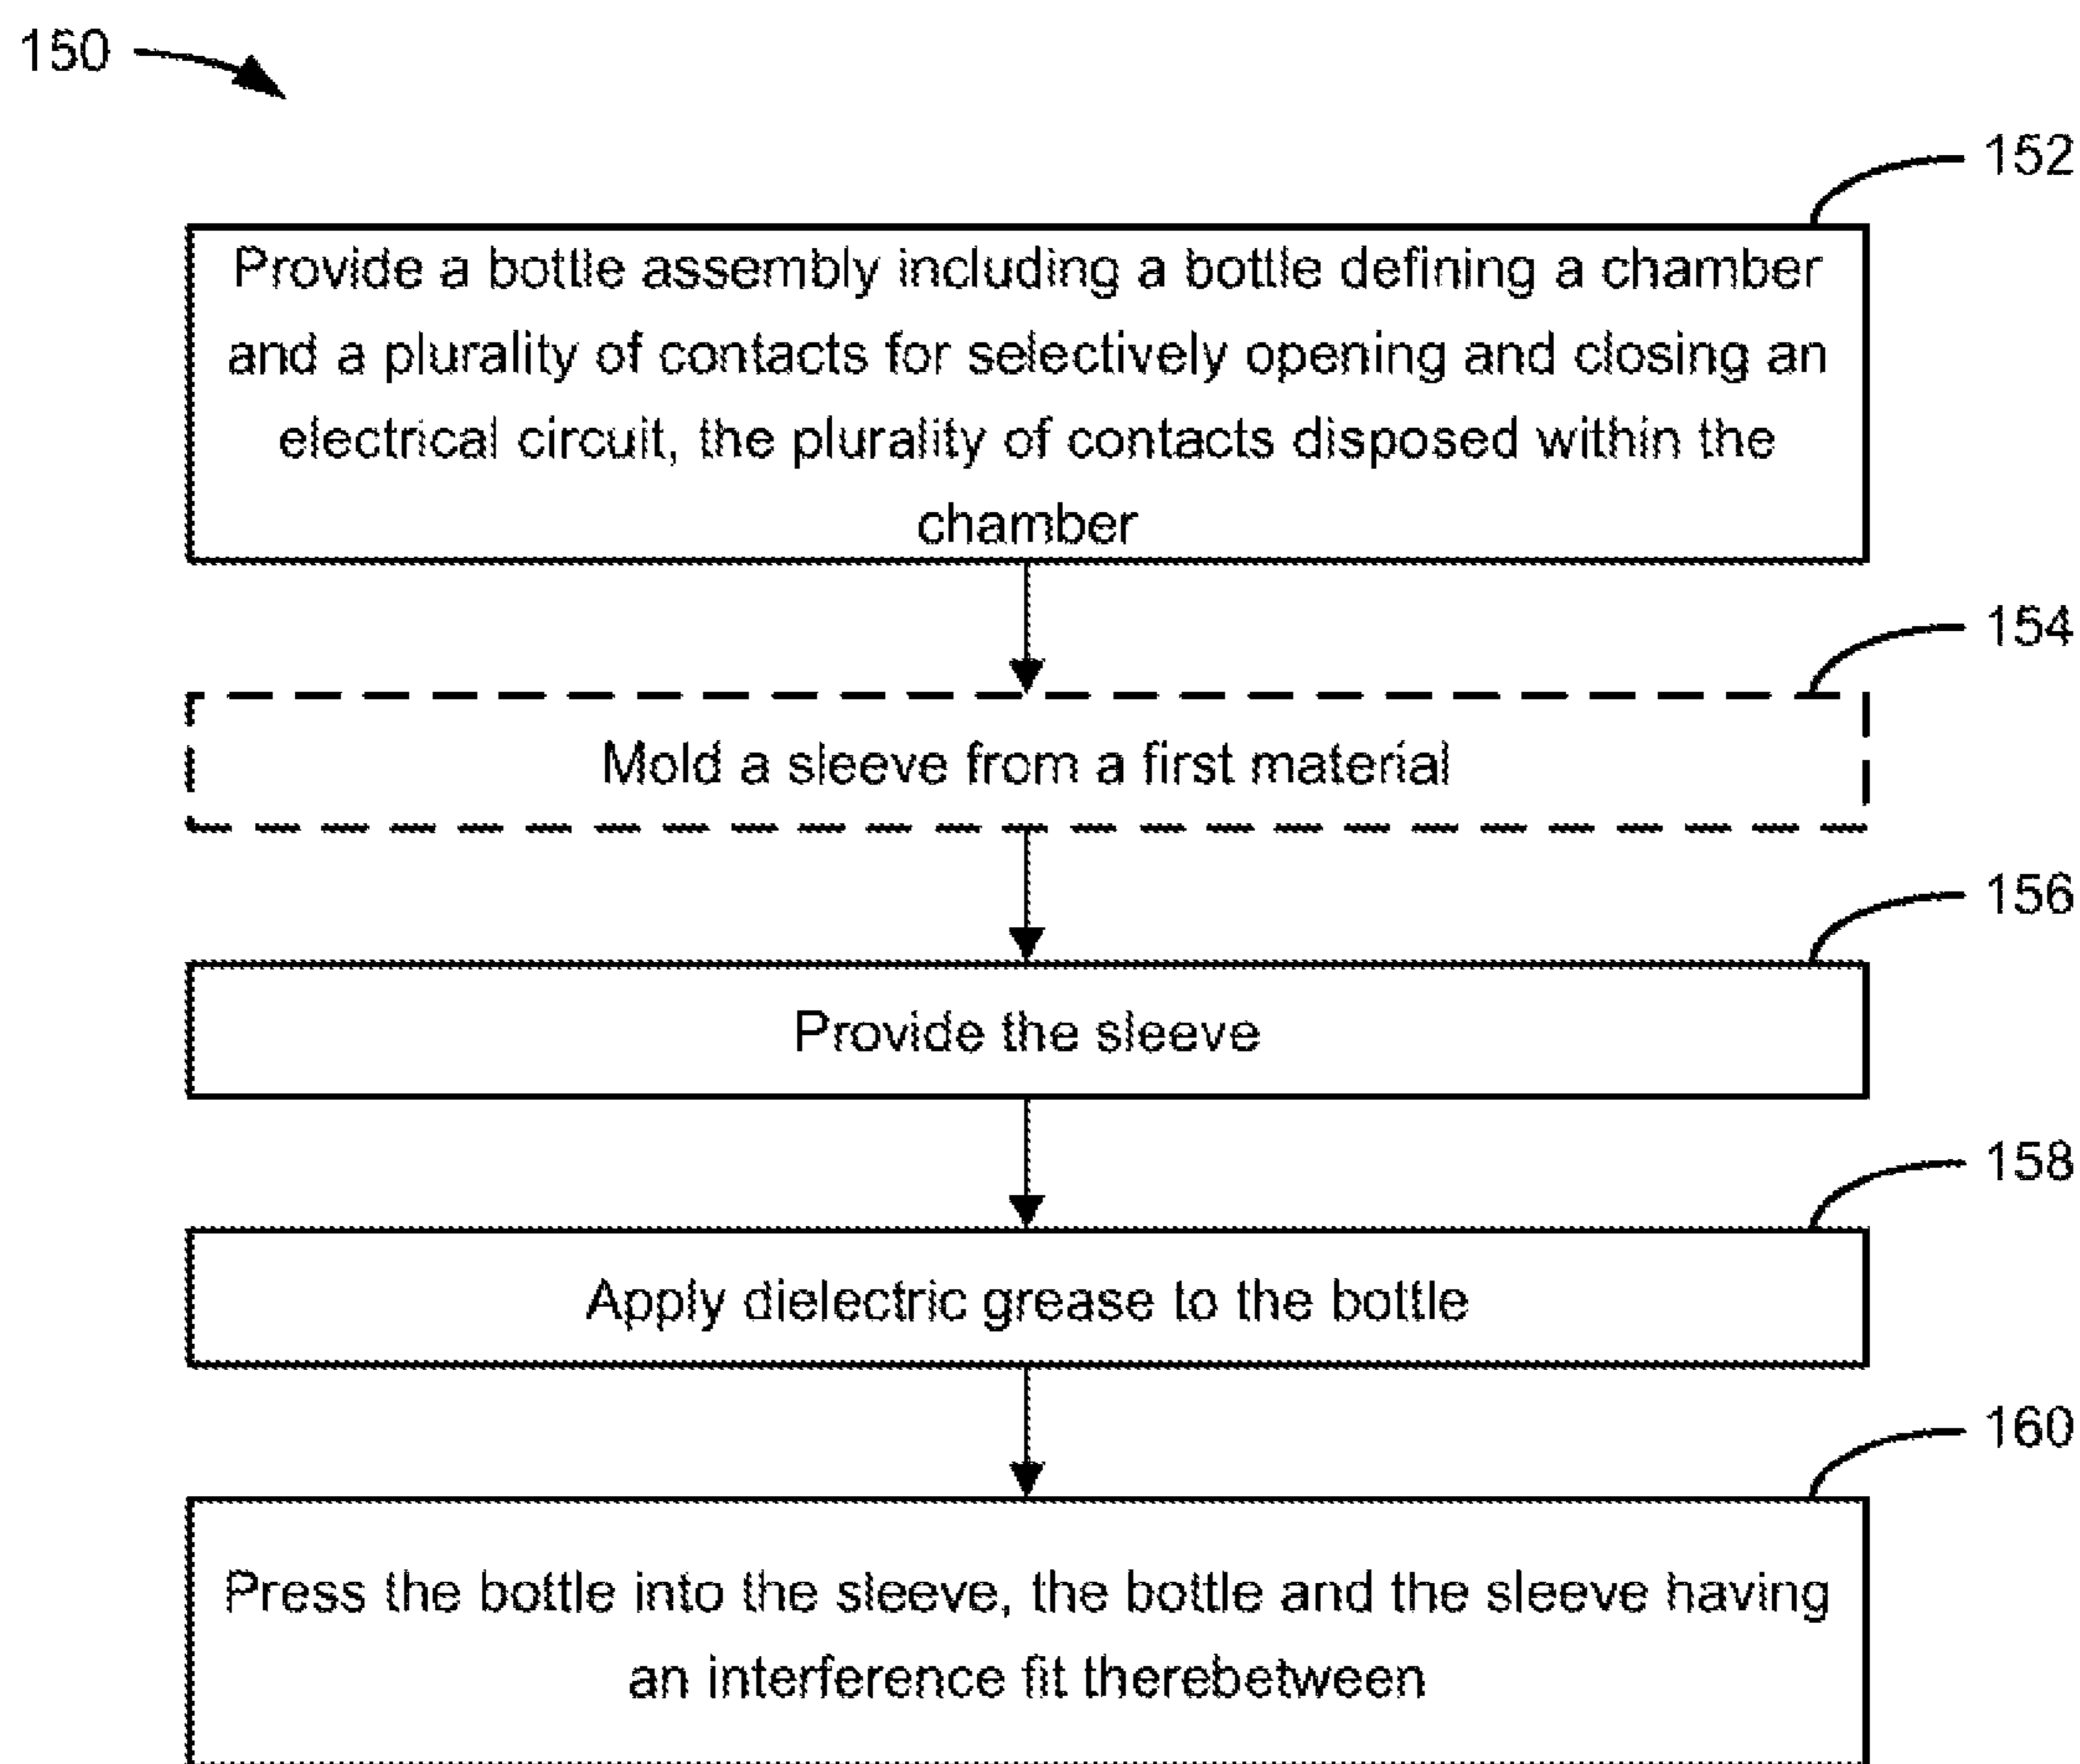 150
152
Provide a bottle assembly including a bottle defining a chamber
and a plurality of contacts for selectively opening and closing an
electrical circuit, the plurality of contacts disposed within the
chamber
154
Mold a sleeve from a first material
156
Provide the sleeve
158
Apply dielectric grease to the bottle
160
Press the bottle into the sleeve, the bottle and the sleeve having
an interference fit therebetween